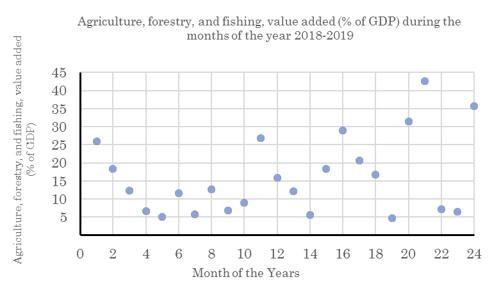 Agriculture, forestry, and fishing, value added (% of GDP) during the
months of the year 2018-2019
Agriculture, forestry, and fishing, value added
(% of GDP)
45
40
35
30
25
20
15
10
5
0 2 4 6 8 10 12 14 16 18 20 22 24
Month of the Years